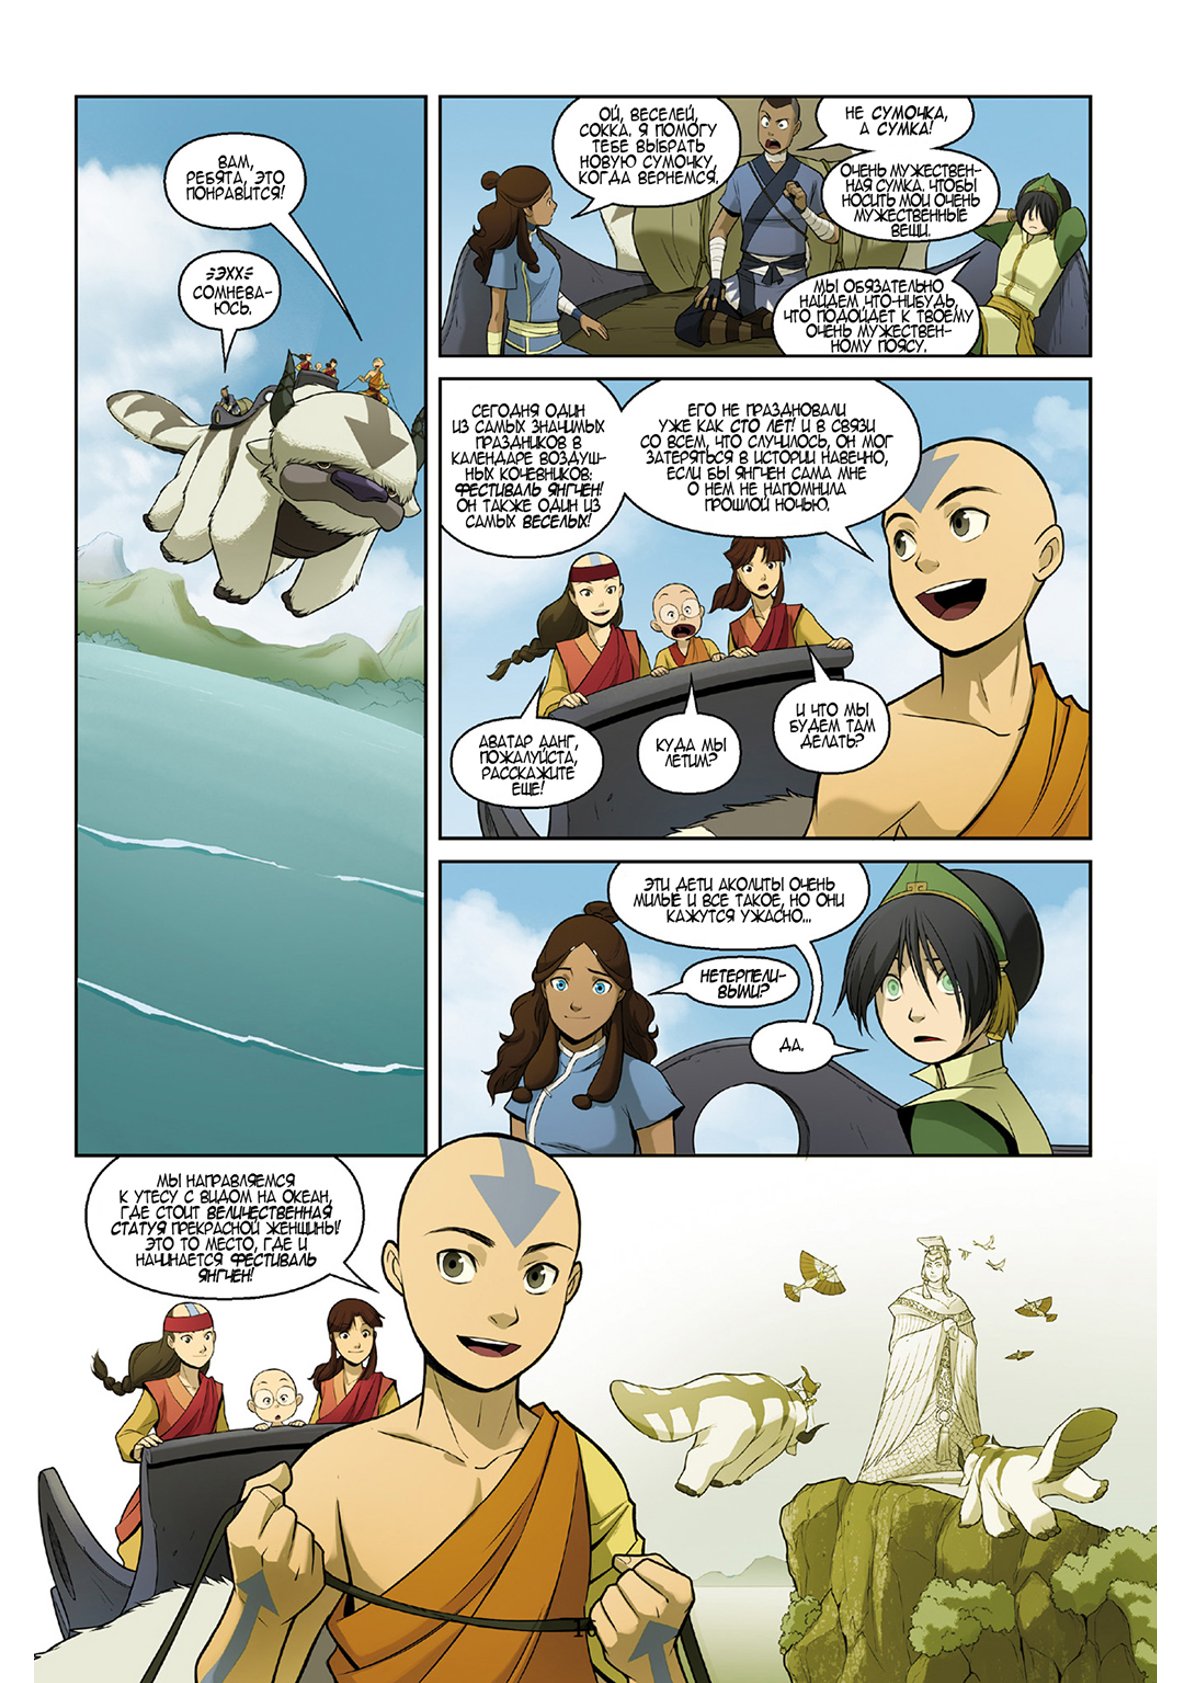 ВАМ,
РЕБЯТА, ЭТО
ПОНРАВИТСЯ!
ЭХХ
СОМНЕВА-
ЮСЬ.
ОЙ, ВЕСЕЛЕЙ,
СОККА. Я ПОМОГУ
ТЕБЕ ВЫБРАТЬ
НОВУЮ СУМОЧКУ,
КОГДА ВЕРНЕМСЯ.
НЕ СУМОЧКА,
А СУМКА!
ОЧЕНЬ МУЖЕСТВЕН-
НАЯ СУМКА. ЧТОБЫ
НОСИТЬ МОИ ОЧЕНЬ
МУЖЕСТВЕННЫЕ
ВЕЩИ.
МЫ ОБЯЗАТЕЛЬНО
НАЙДЕМ ЧТО-НИБУДЬ,
ЧТО ПОДОЙДЕТ К ТВОЕМУ
ОЧЕНЬ МУЖЕСТВЕН-
НОМУ ПОЯСУ.
СЕГОДНЯ ОДИН
ИЗ САМЫХ ЗНАЧИМЫХ
ПРАЗДНИКОВ В
КАЛЕНДАРЕ ВОЗДУШ-
НЫХ КОЧЕВНИКОВ:
ФЕСТИВАЛЬ ЯНГЧЕН!
ОН ТАКЖЕ ОДИН ИЗ
САМЫХ ВЕСЕЛЫХ!
ЕГО НЕ ПРАЗДНОВАЛИ
УЖЕ КАК СТО ЛЕТ! И В СВЯЗИ
СО ВСЕМ, ЧТО СЛУЧИЛОСЬ, ОН МОГ
ЗАТЕРЯТЬСЯ В ИСТОРИИ НАВЕЧНО,
ЕСЛИ БЫ ЯНГЧЕН САМА МНЕ
О НЕМ НЕ НАПОМНИЛА
ПРОШЛОЙ НОЧЬЮ.
АВАТАР ААНГ,
ПОЖАЛУЙСТА,
РАССКАЖИТЕ
ЕЩЕ!
КУДА МЫ
ЛЕТИМ?
И ЧТО МЫ
БУДЕМ ТАМ
ДЕЛАТЬ?
ЭТИ ДЕТИ АКОЛИТЫ ОЧЕНЬ
МИЛЫЕ И ВСЕ ТАКОЕ, НО ОНИ
КАЖУТСЯ УЖАСНО...
НЕТЕРПЕЛИ-
ВЫМИ?
ДА.
МЫ НАПРАВЛЯЕМСЯ
К УТЕСУ С ВИДОМ НА ОКЕАН,
ГДЕ СТОИТ ВЕЛИЧЕСТВЕННАЯ
СТАТУЯ ПРЕКРАСНОЙ ЖЕНЩИНЫ!
ЭТО ТО МЕСТО, ГДЕ И
НАЧИНАЕТСЯ ФЕСТИВАЛЬ
ЯНГЧЕН!